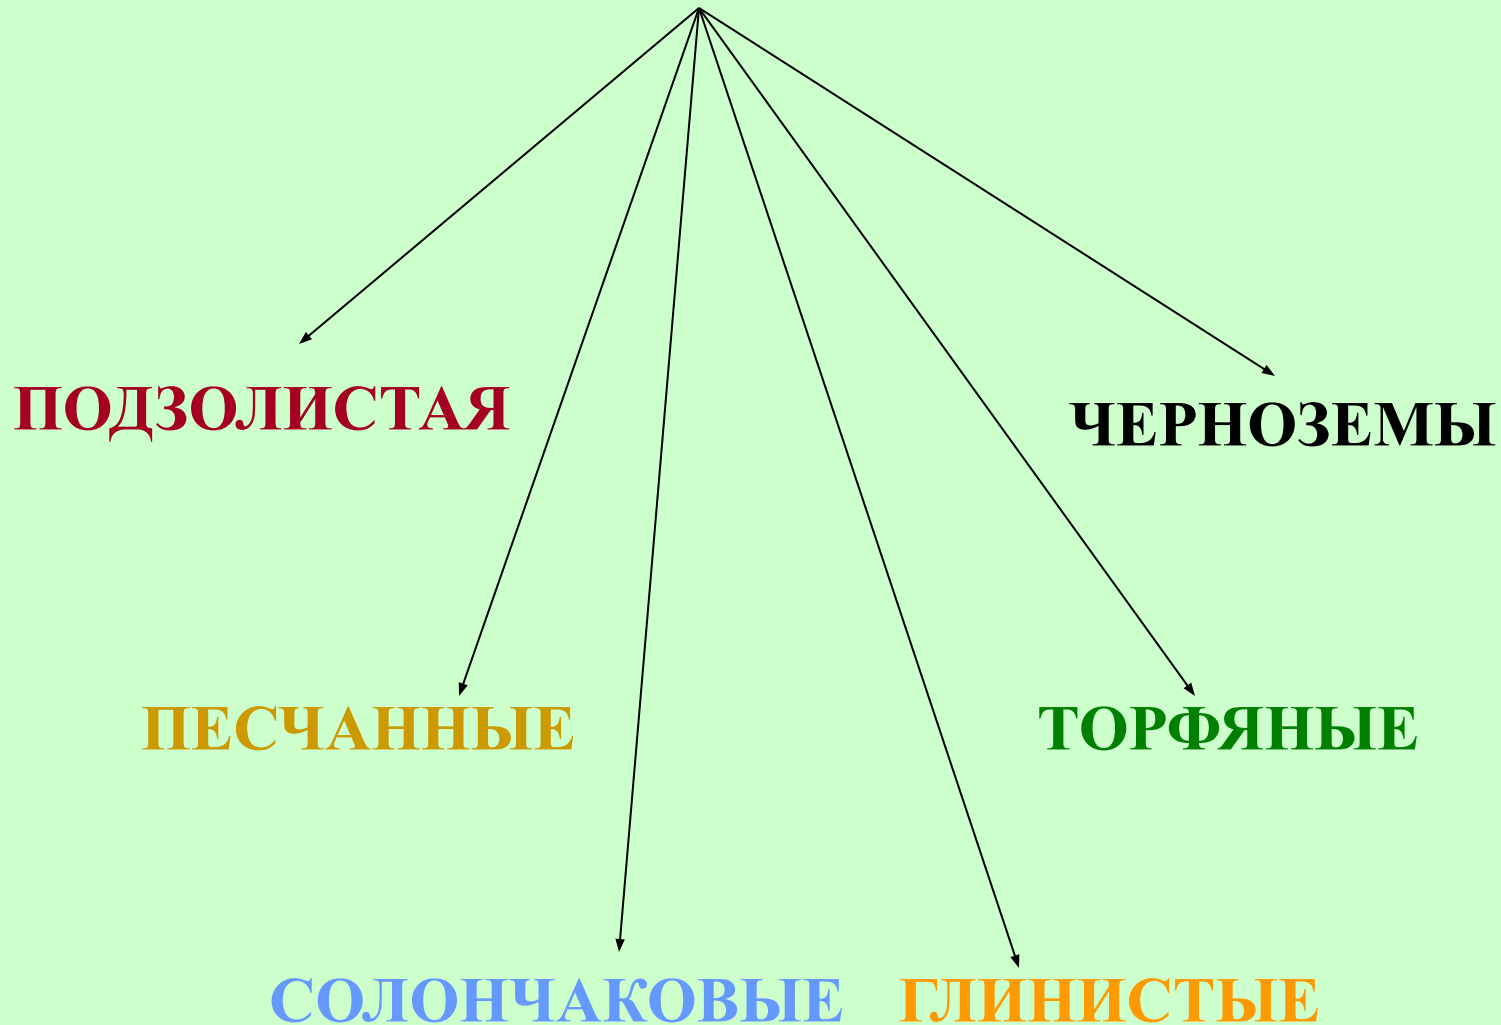 ПОДЗОЛИСТАЯ
ЧЕРНОЗЕМЫ
ПЕСЧАННЫЕ
ТОРФЯНЫЕ
СОЛОНЧАКОВЫЕ
ГЛИНИСТЫЕ